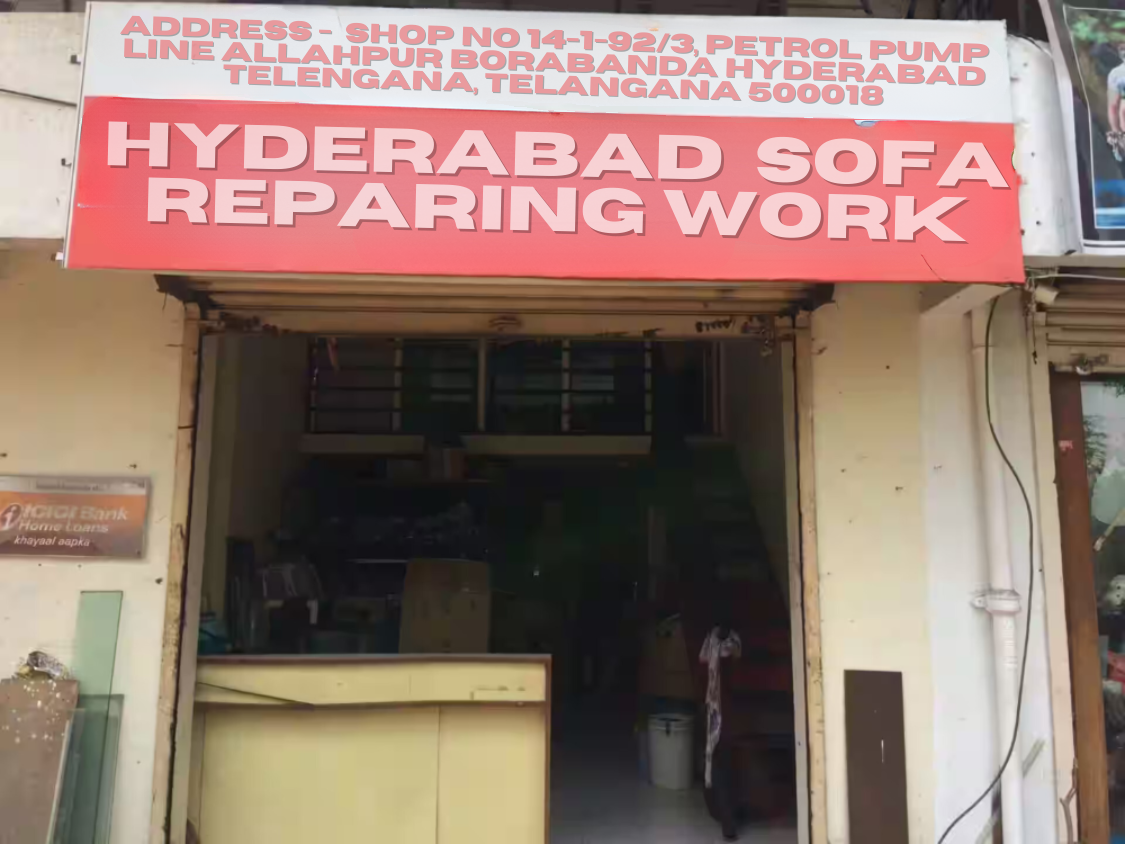 ADDRESS - SHOP NO 14-1-92/3, PETROL PUMP
LINE ALLAHPUR BORABANDA HYDERABAD
TELENGANA, TELANGANA 500018
HYDERABAD SOFA
REPARING WORK
ICICI Bank
Home Loans
khayaal aapka